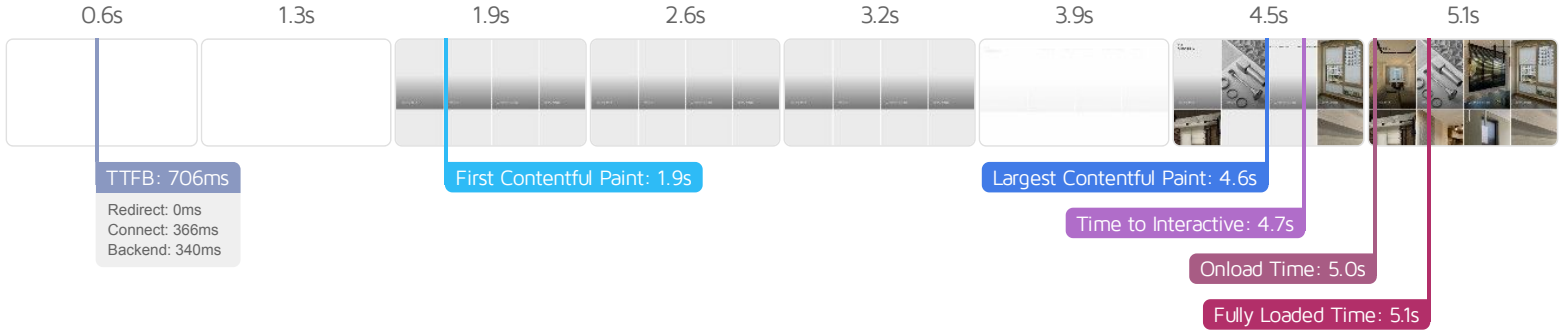 0.6s
1.3s
1.9s
2.6s
3.2s
3.9s
4.5s
5.1s
TTFB: 706ms
Redirect: 0ms
Connect: 366ms
Backend: 340ms
First Contentful Paint: 1.9s
Largest Contentful Paint: 4.6s
Time to Interactive: 4.7s
Onload Time: 5.0s
Fully Loaded Time: 5.1s